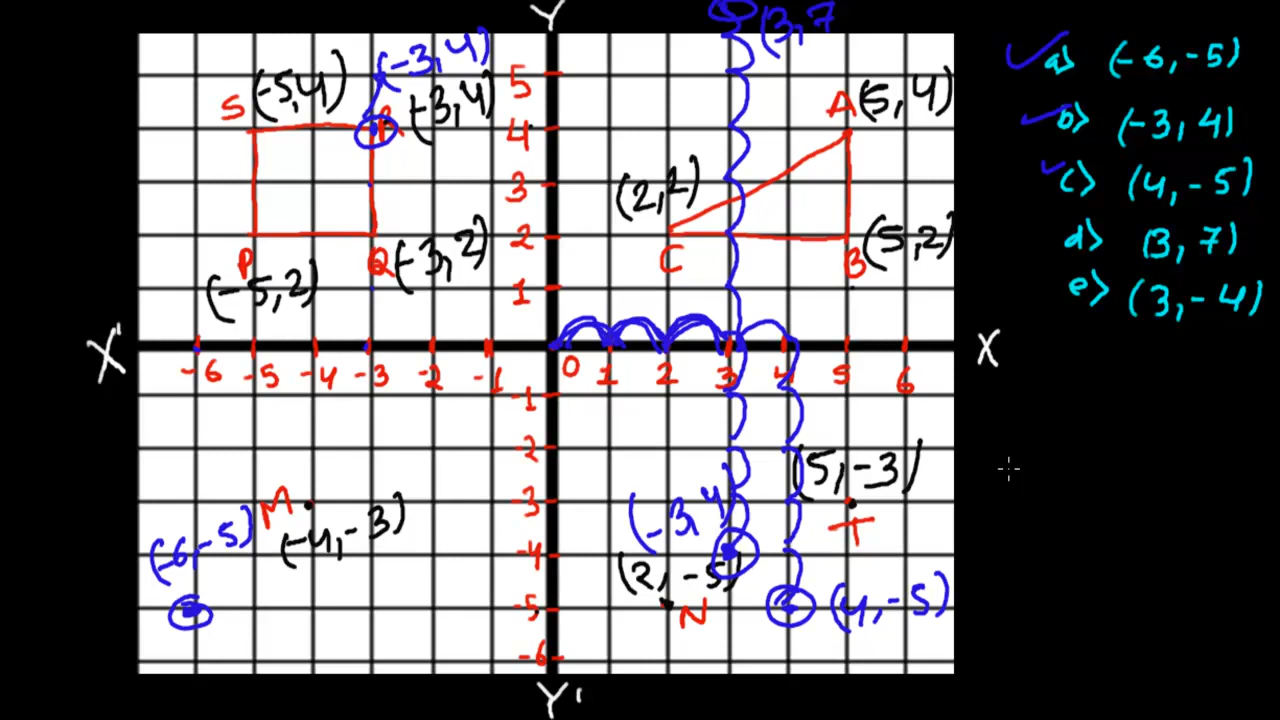 Y
(3,7
(-3,4)
S (-5,4)
R (-3,4)
A (5,4)
a) (-6,-5)
b) (-3,4)
c) (4,-5)
d) (3,7)
e) (3,-4)
5
4
3
2
1
(2,2)
C
(5,2)
B
P
Q (-3,2)
(-5,2)
X'
X
-6 -5 -4 -3 -2 -1 0 1 2 3 4 5 6
-1
-2
-3
-4
-5
-6
(5,-3)
T
M
(-4,-3)
(-6,-5)
(-3,4)
(2,-5)
N
(4,-5)
Y'